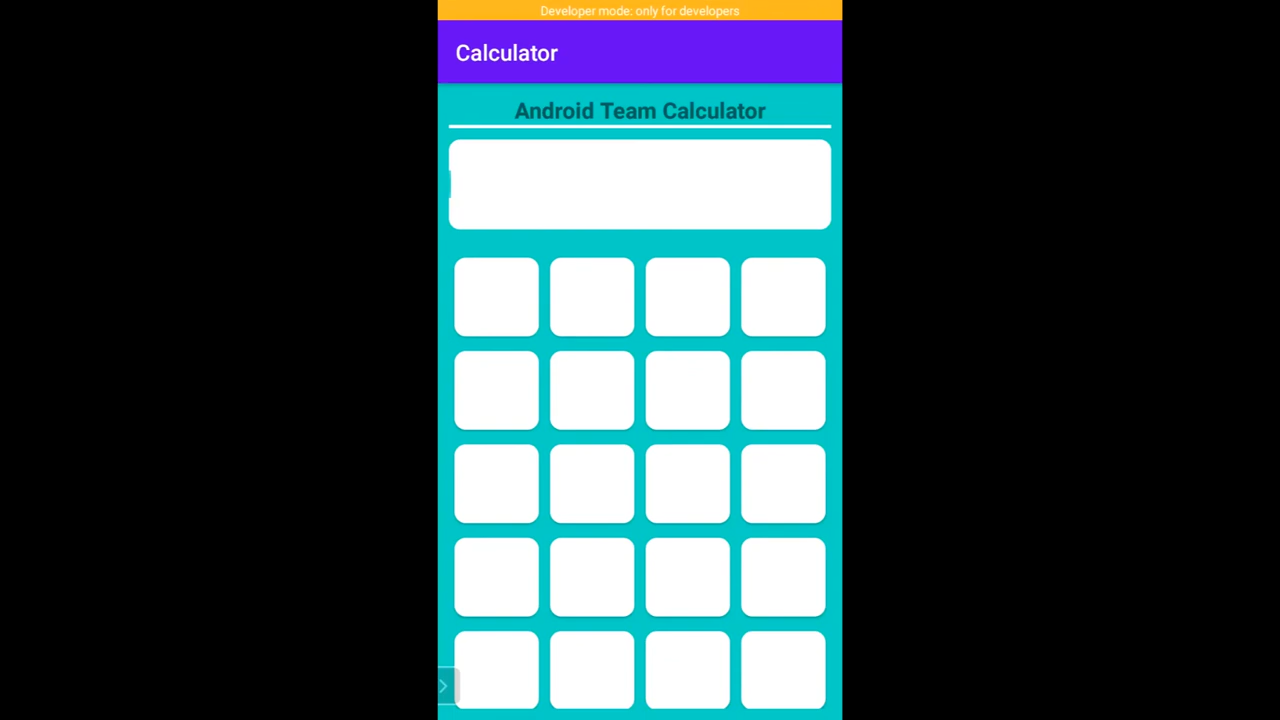 Developer mode: only for developers
Calculator
Android Team Calculator